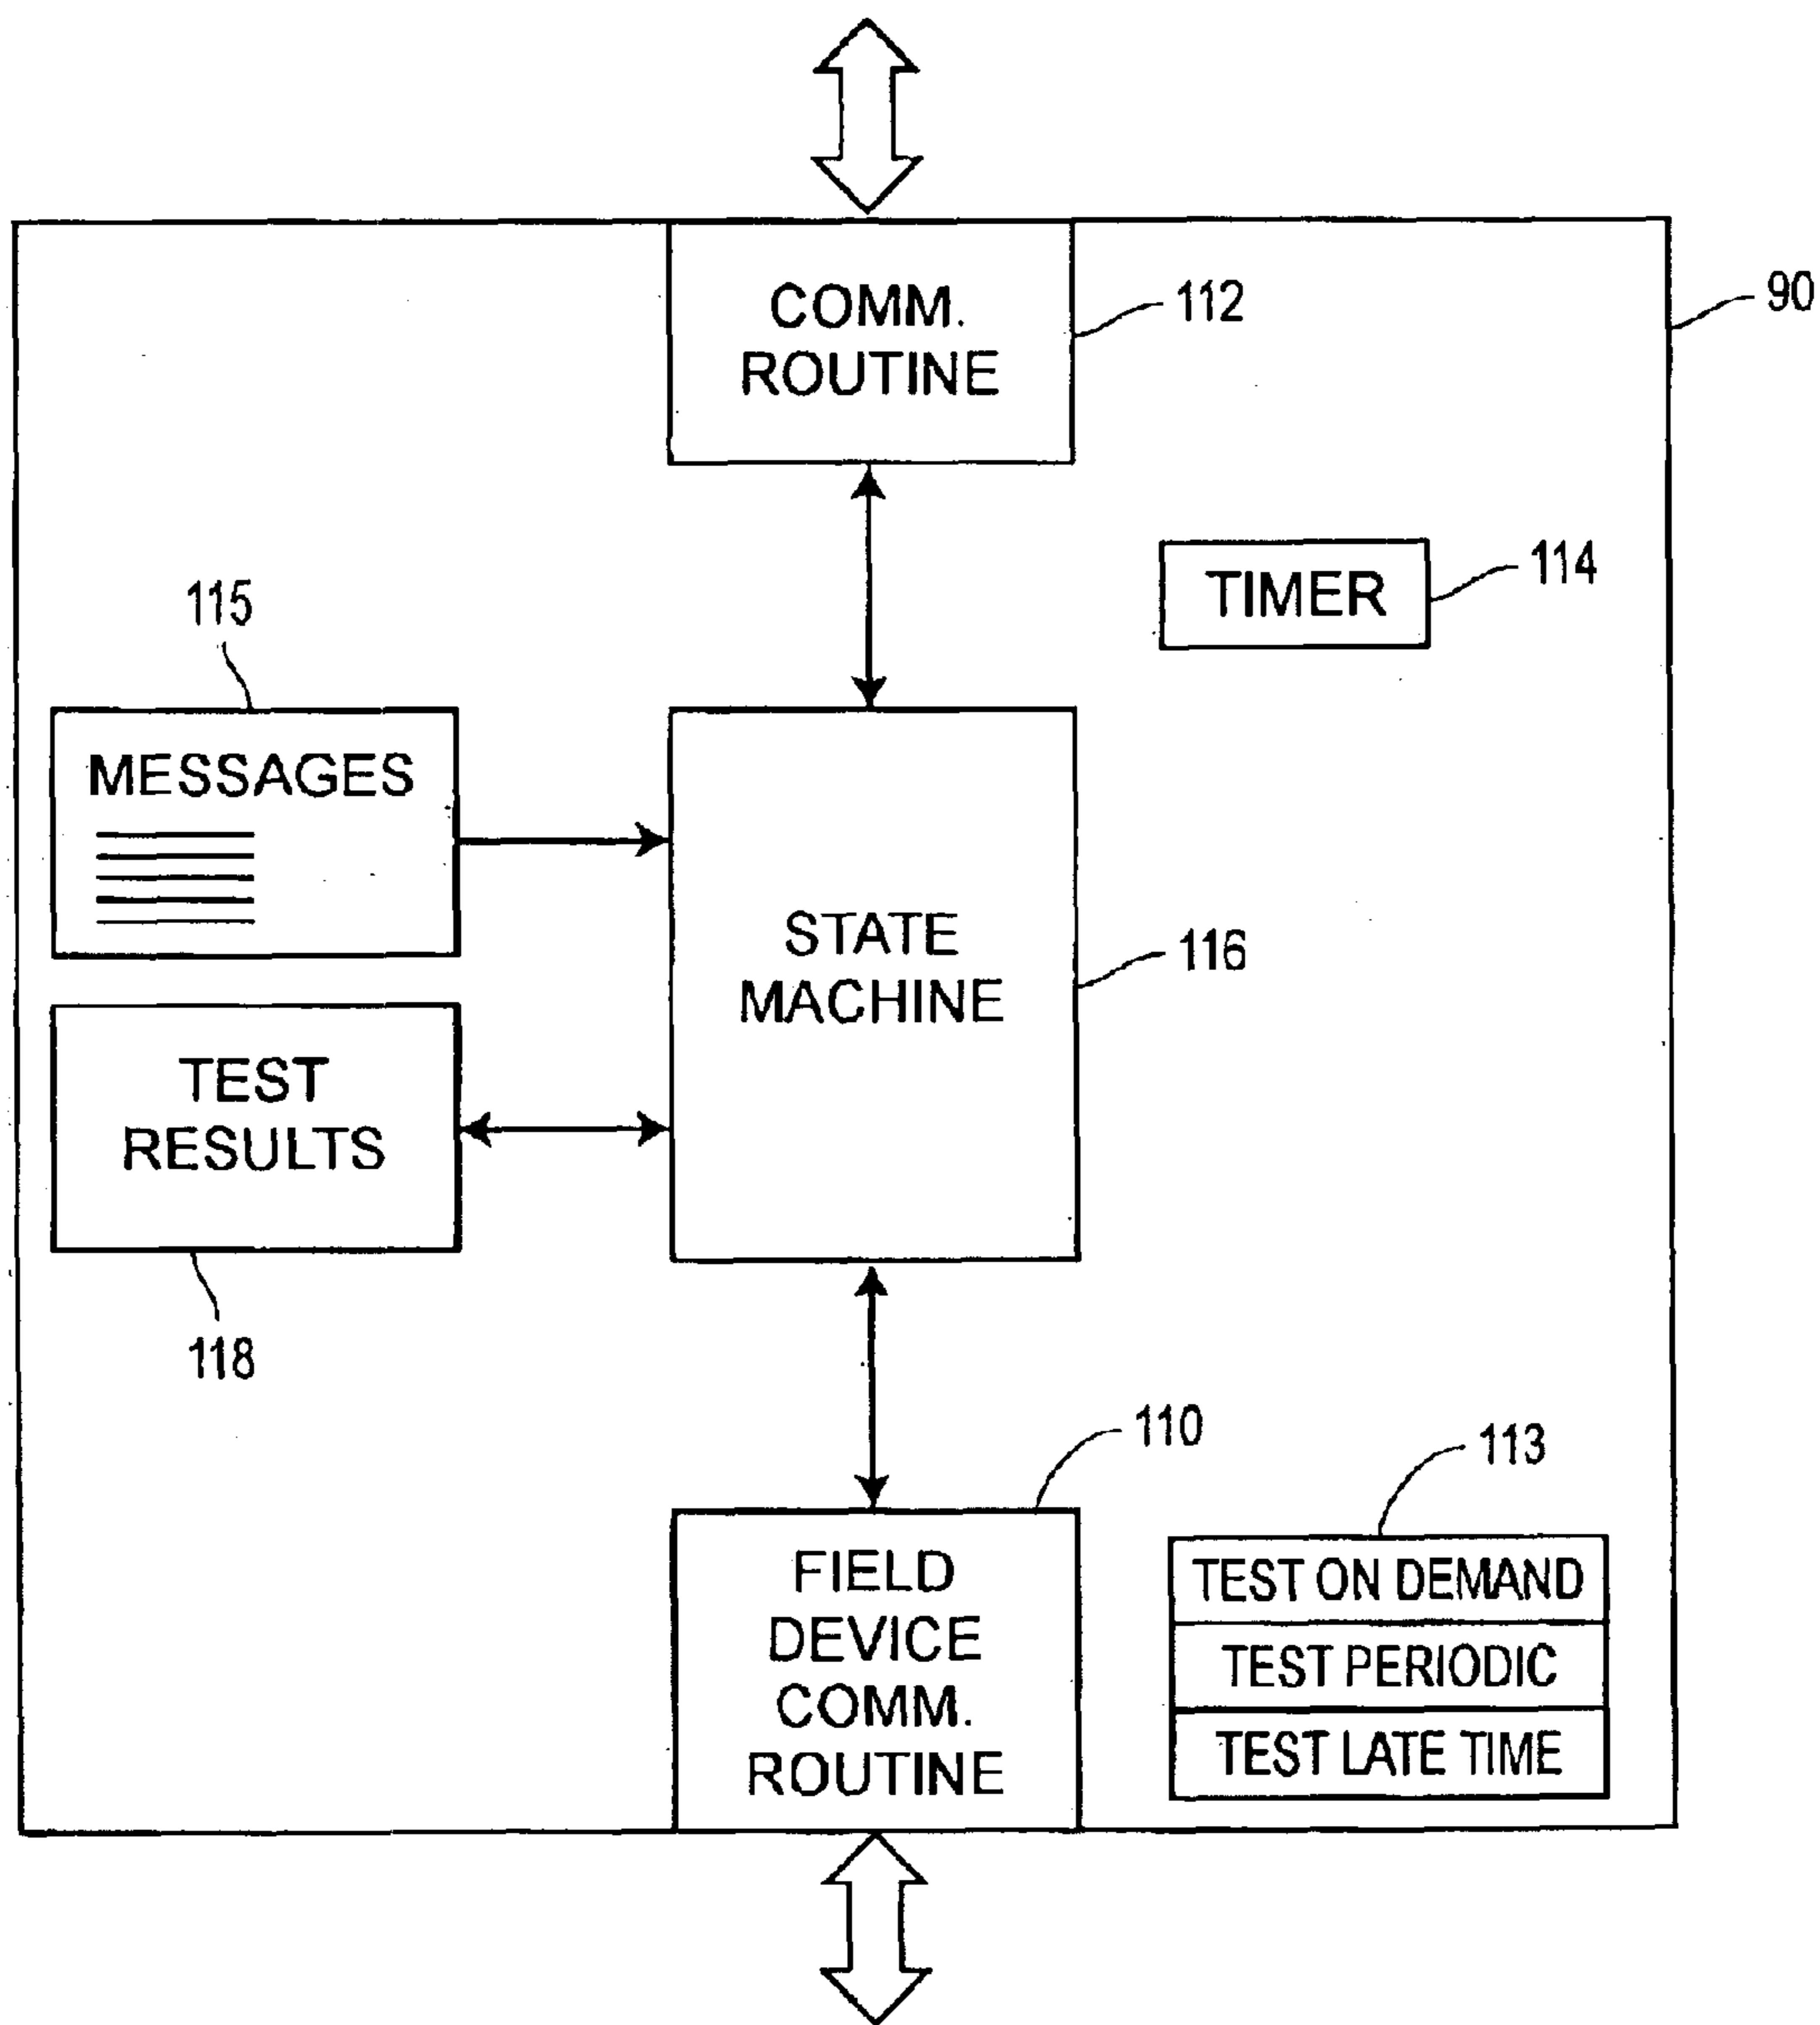 COMM.
ROUTINE
112
90
TIMER
114
115
MESSAGES
STATE
MACHINE
116
TEST
RESULTS
118
110
113
FIELD
DEVICE
COMM.
ROUTINE
TEST ON DEMAND
TEST PERIODIC
TEST LATE TIME